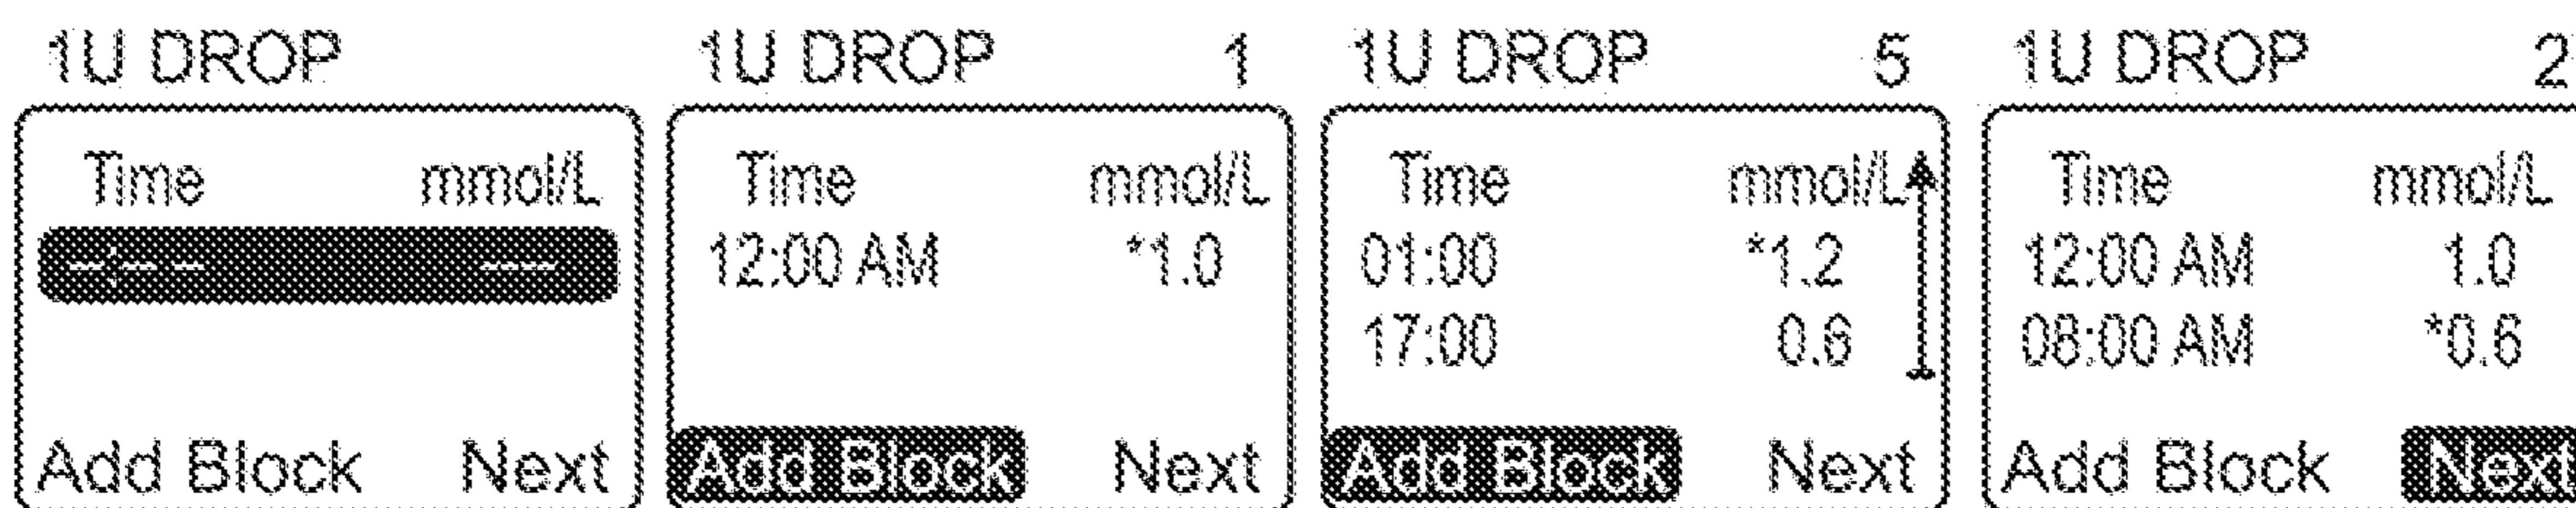 1U DROP
Time mmol/L
--:-- ---
Add Block Next
1U DROP 1
Time mmol/L
12:00 AM *1.0
Add Block Next
1U DROP 5
Time mmol/L
01:00 *1.2
17:00 0.6
Add Block Next
1U DROP 2
Time mmol/L
12:00 AM 1.0
08:00 AM *0.6
Add Block Next